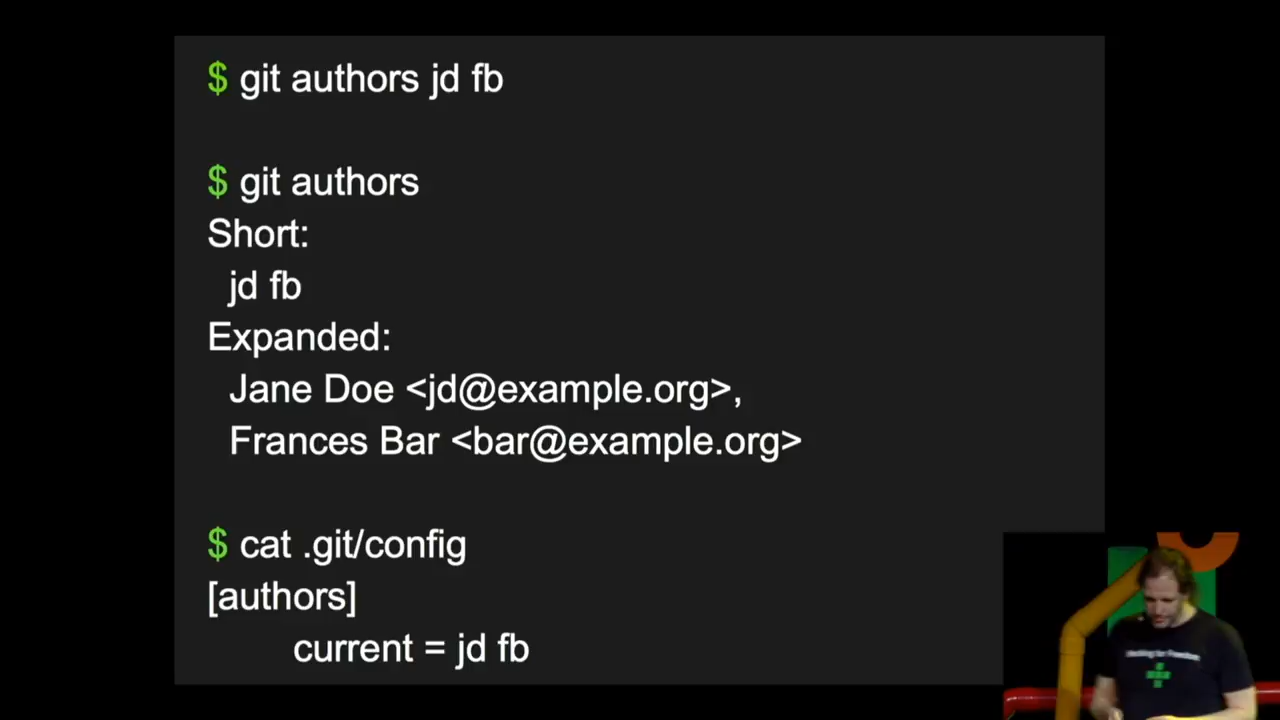 $ git authors jd fb
$ git authors
Short:
jd fb
Expanded:
Jane Doe <jd@example.org>,
Frances Bar <bar@example.org>
$ cat .git/config
[authors]
current = jd fb